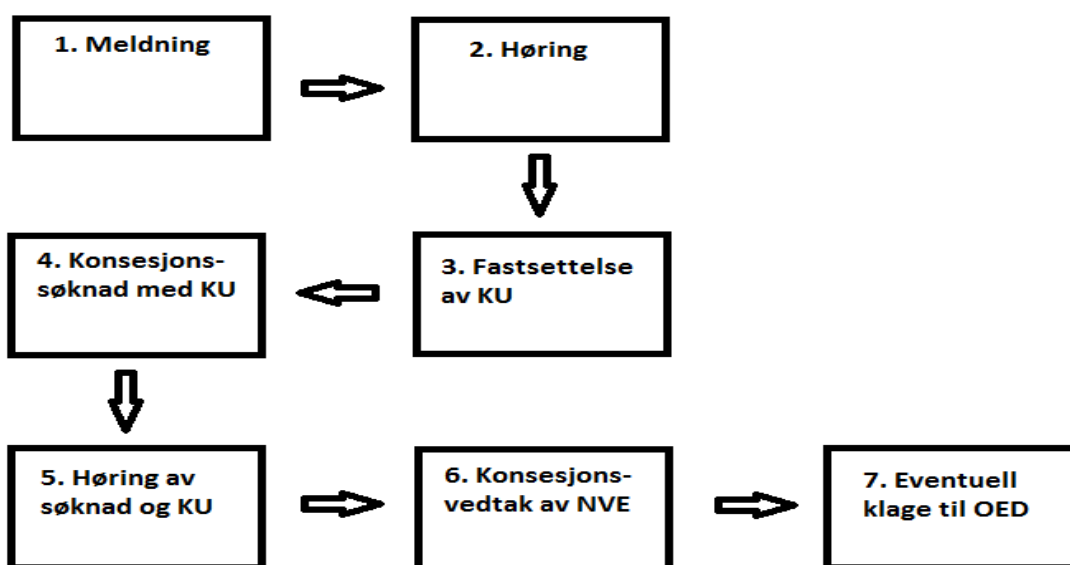 1. Meldning
2. Høring
3. Fastsettelse
av KU
4. Konsesjons-
søknad med KU
5. Høring av
søknad og KU
6. Konsesjons-
vedtak av NVE
7. Eventuell
klage til OED